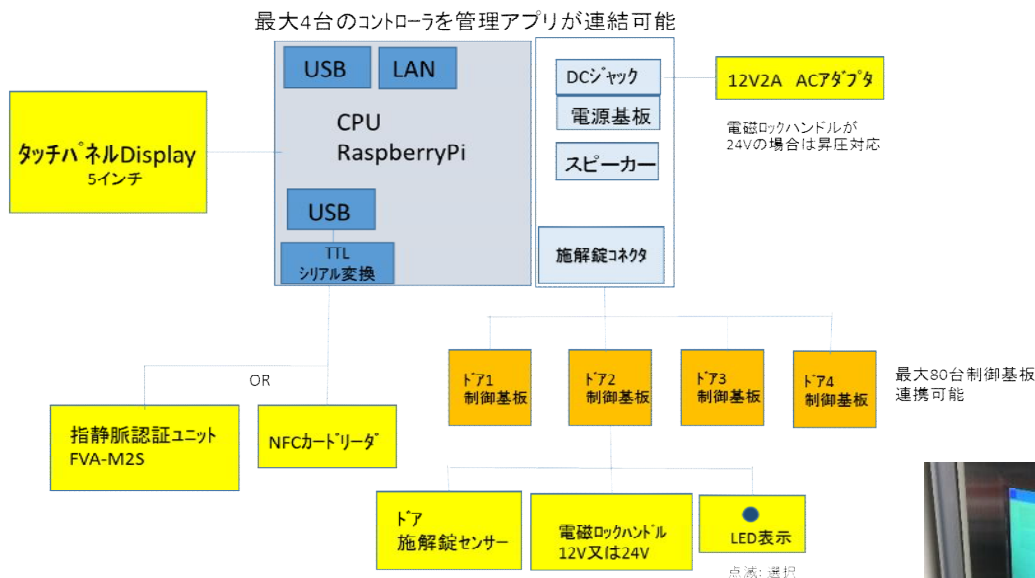 最大4台のｺﾝﾄﾛｰﾗを管理アプリが連結可能
USB
LAN
CPU
RaspberryPi
USB
TTL
ｼﾘｱﾙ変換
タッチパﾞネルDisplay
5インチ
DCｼﾞｬｯｸ
電源基板
スピーカー
施解錠ｺﾈｸﾀ
12V2A ACｱﾀﾞﾌﾟﾀ
電磁ﾛｯｸﾊﾝﾄﾞﾙが
24Vの場合は昇圧対応
OR
指静脈認証ﾕﾆｯﾄ
FVA-M2S
NFCｶｰﾄﾞﾘｰﾀﾞ
ﾄﾞｱ1
制御基板
ﾄﾞｱ2
制御基板
ﾄﾞｱ3
制御基板
ﾄﾞｱ4
制御基板
最大80台制御基板
連携可能
ﾄﾞｱ
施解錠センサー
電磁ﾛｯｸﾊﾝﾄﾞﾙ
12V又は24V
LED表示
点滅: 選択